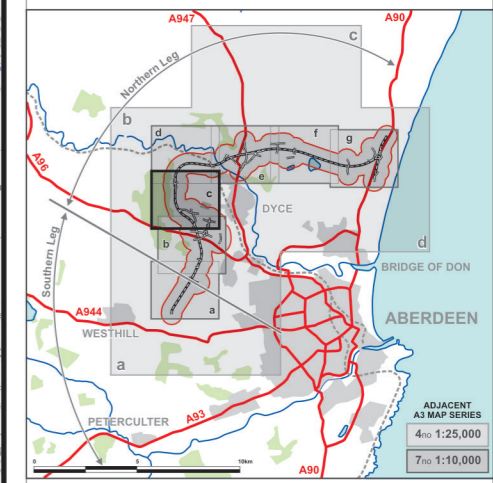 A947
A90
c
Northern Leg
b
d
f
g
A96
e
c
DYCE
b
d
Southern Leg
BRIDGE OF DON
A944
a
ABERDEEN
WESTHILL
a
ADJACENT
A3 MAP SERIES
4no 1:25,000
PETERCULTER
A93
7no 1:10,000
0 5 10km
A90